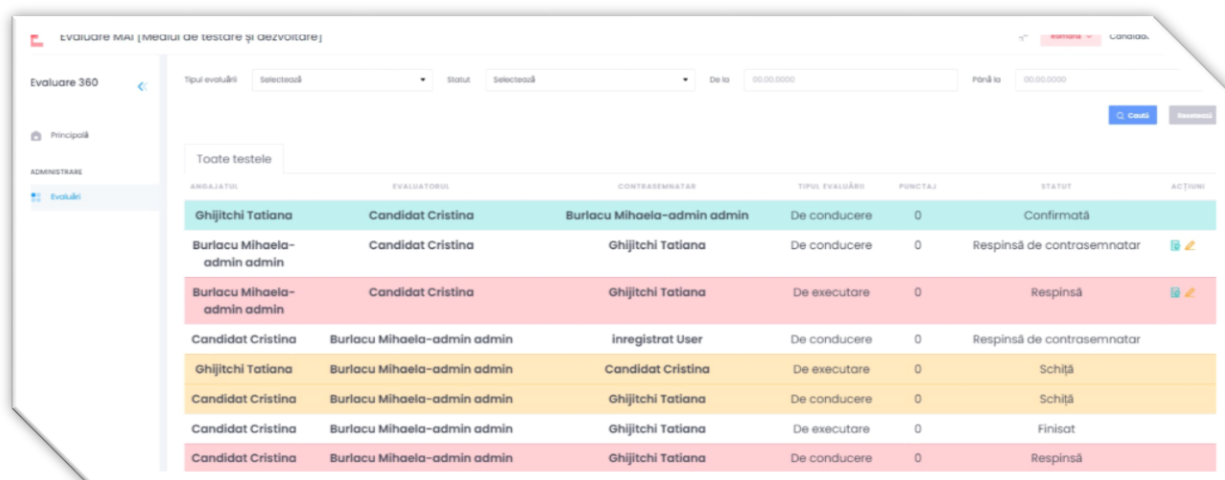 Evaluare MAI [Mediul de testare și dezvoltare]
Română
Evaluare 360
Tipul evaluării Selectează Statut Selectează De la 00.00.0000 Până la 00.00.0000
Caută Resetează
Principală
Toate testele
ADMINISTRARE
Evaluări
ANGAJATUL EVALUATORUL CONTRASEMNATAR TIPUL EVALUĂRII PUNCTAJ STATUT ACȚIUNI
Ghijitchi Tatiana Candidat Cristina Burlacu Mihaela-admin admin De conducere 0 Confirmată
Burlacu Mihaela-admin admin Candidat Cristina Ghijitchi Tatiana De conducere 0 Respinsă de contrasemnatar
Burlacu Mihaela-admin admin Candidat Cristina Ghijitchi Tatiana De executare 0 Respinsă
Candidat Cristina Burlacu Mihaela-admin admin inregistrat User De conducere 0 Respinsă de contrasemnatar
Ghijitchi Tatiana Burlacu Mihaela-admin admin Candidat Cristina De executare 0 Schiță
Candidat Cristina Burlacu Mihaela-admin admin Ghijitchi Tatiana De conducere 0 Schiță
Candidat Cristina Burlacu Mihaela-admin admin Ghijitchi Tatiana De executare 0 Finisat
Candidat Cristina Burlacu Mihaela-admin admin Ghijitchi Tatiana De conducere 0 Respinsă